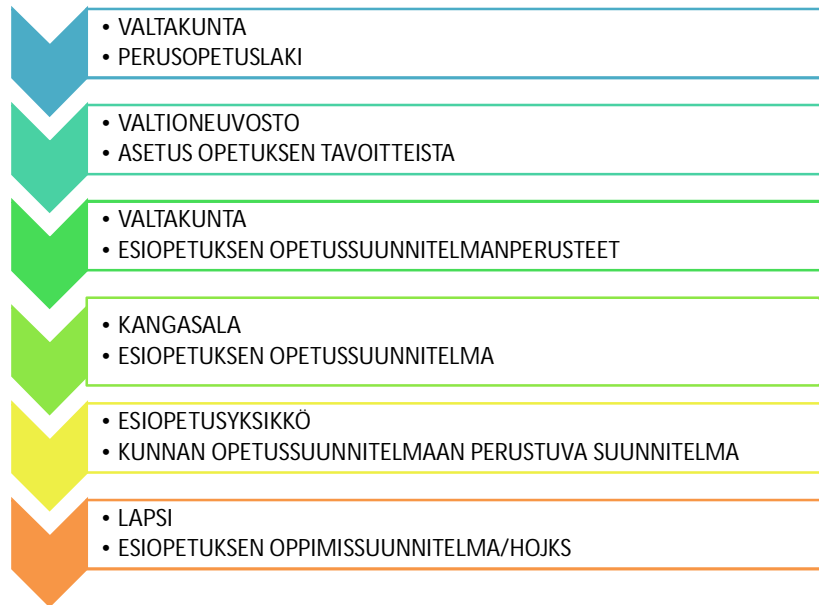 • VALTAKUNTA
• PERUSOPETUSLAKI
• VALTIONEUVOSTO
• ASETUS OPETUKSEN TAVOITTEISTA
• VALTAKUNTA
• ESIOPETUKSEN OPETUSSUUNNITELMANPERUSTEET
• KANGASALA
• ESIOPETUKSEN OPETUSSUUNNITELMA
• ESIOPETUSYKSIKKÖ
• KUNNAN OPETUSSUUNNITELMAAN PERUSTUVA SUUNNITELMA
• LAPSI
• ESIOPETUKSEN OPPIMISSUUNNITELMA/HOJKS